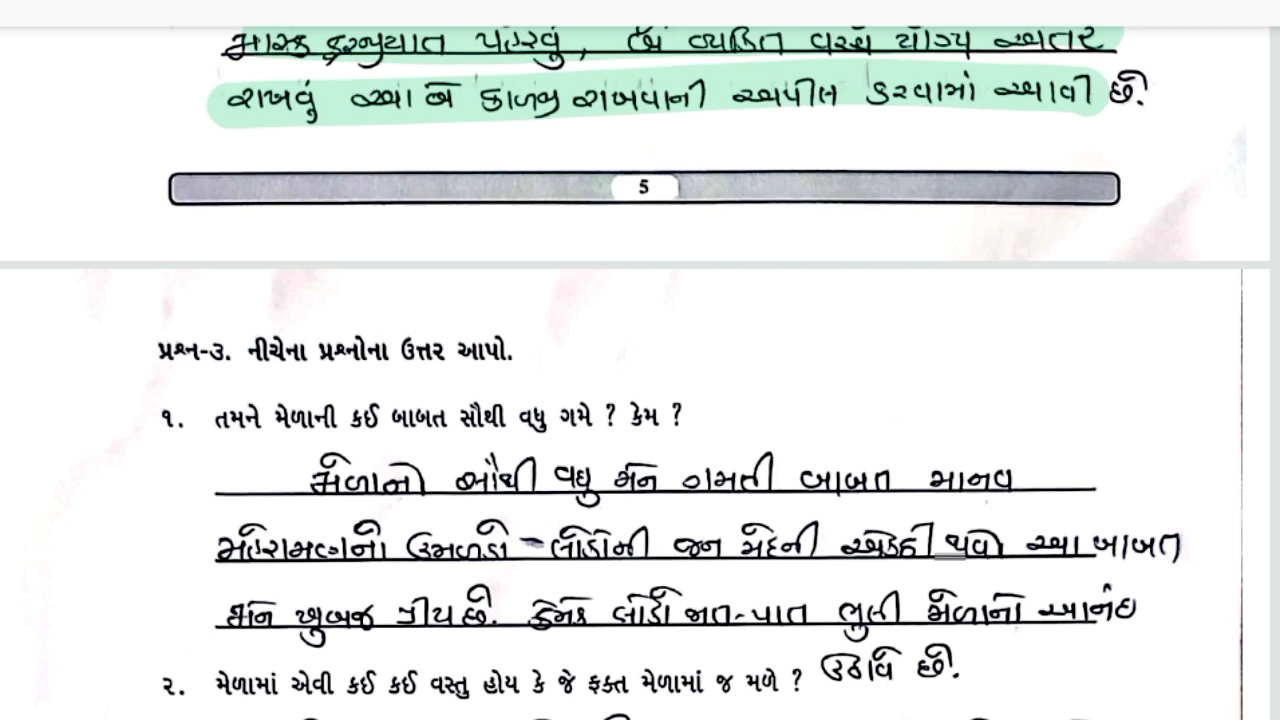 માસ્ક ફરજીયાત પહેરવું, બે વ્યકિત વચ્ચે યોગ્ય અંતર
રાખવું આ બે કાળજી રાખવાની અપીલ કરવામાં આવી છે.
5
પ્રશ્ન-૩. નીચેના પ્રશ્નોના ઉત્તર આપો.
૧. તમને મેળાની કઈ બાબત સૌથી વધુ ગમે ? કેમ ?
મેળાનો સૌથી વધુ મને ગમતી બાબત માનવ
મહેરામણનો ઉમળકો - લોકોની જન મેદની એકઠી થવી આ બાબત
મને ખુબજ પ્રીય છે. કેમકે લોકો જાત-પાત ભુલી મેળાનો આનંદ
ઉઠાવે છે.
૨. મેળામાં એવી કઈ કઈ વસ્તુ હોય કે જે ફક્ત મેળામાં જ મળે ?